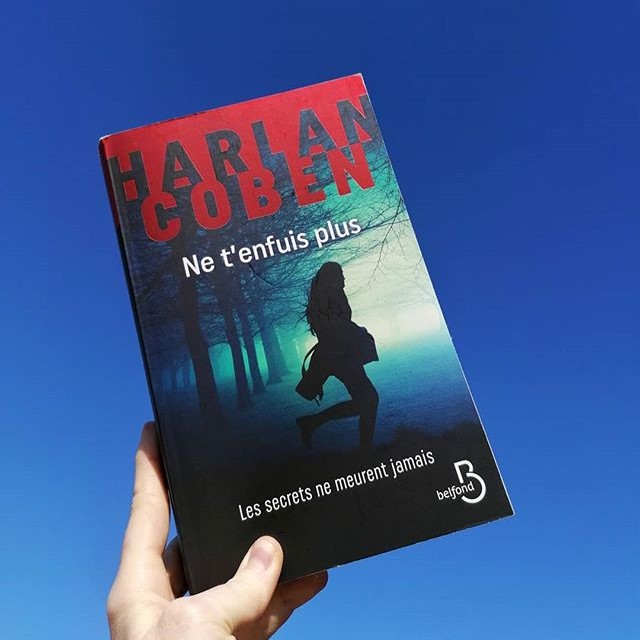 HARLAN
COBEN
Ne t'enfuis plus
Les secrets ne meurent jamais
B
belfond